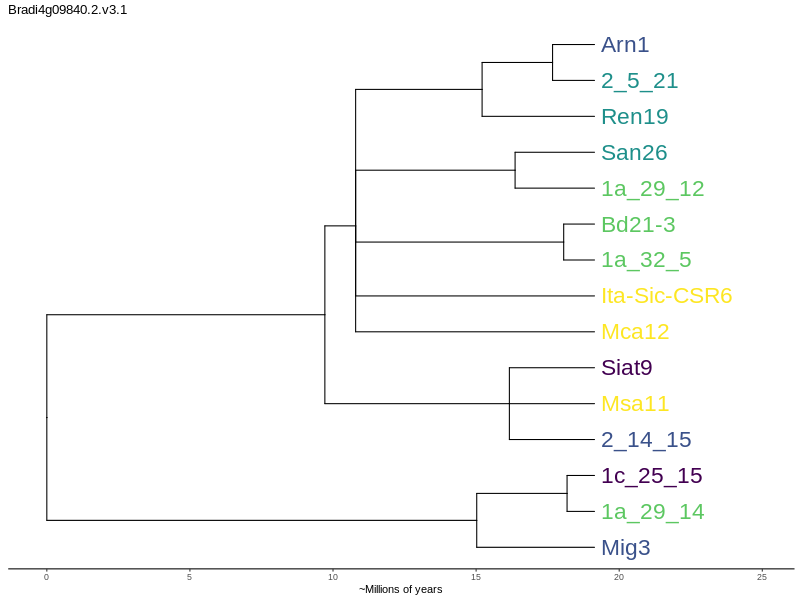 Bradi4g09840.2.v3.1
Arn1
2_5_21
Ren19
San26
1a_29_12
Bd21-3
1a_32_5
Ita-Sic-CSR6
Mca12
Siat9
Msa11
2_14_15
1c_25_15
1a_29_14
Mig3
0 5 10 15 20 25
~Millions of years